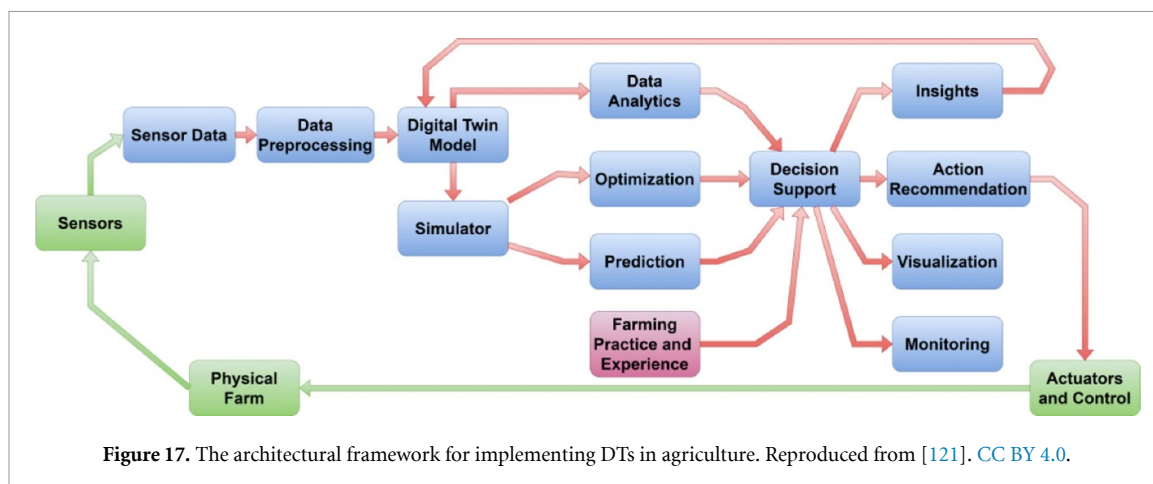 Sensor Data
Data
Preprocessing
Digital Twin
Model
Data
Analytics
Insights
Optimization
Decision
Support
Action
Recommendation
Sensors
Simulator
Prediction
Visualization
Farming
Practice and
Experience
Monitoring
Physical
Farm
Actuators
and Control
Figure 17. The architectural framework for implementing DTs in agriculture. Reproduced from [121]. CC BY 4.0.